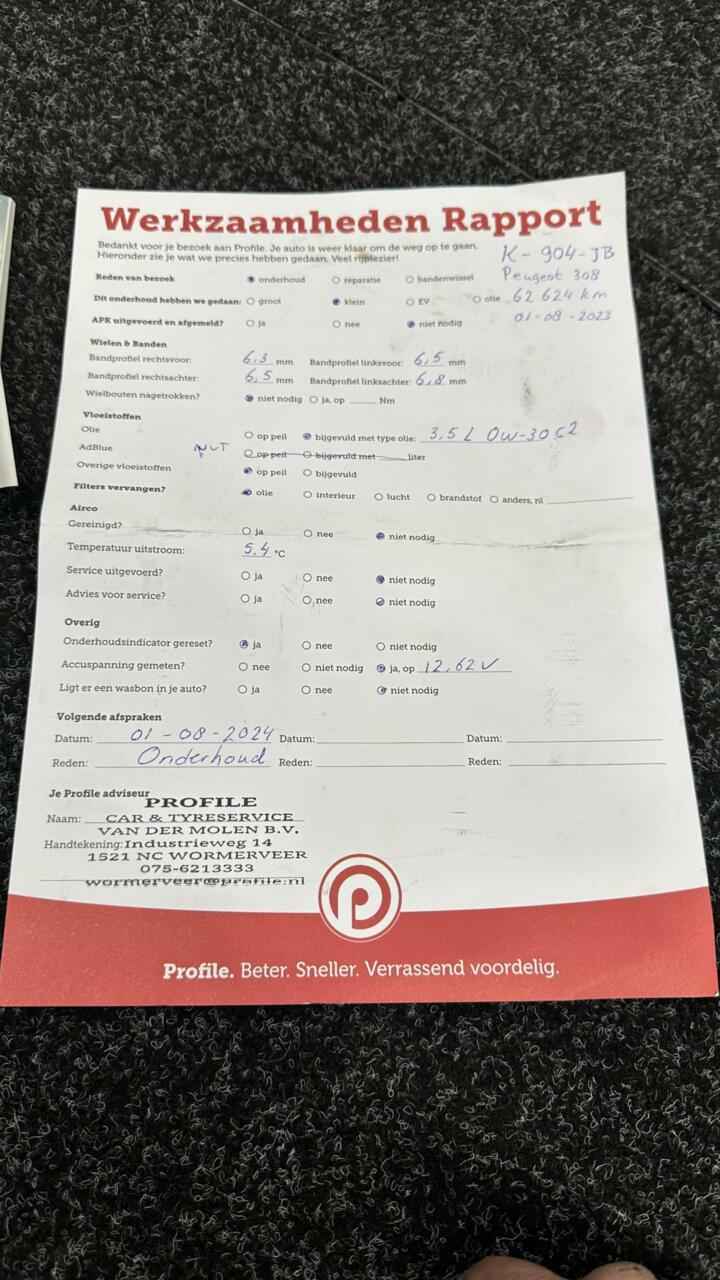 Werkzaamheden Rapport
Bedankt voor je bezoek aan Profile. Je auto is weer klaar om de weg op te gaan.
Hieronder zie je wat we precies hebben gedaan. Veel rijplezier!
K-904-JB
Peugeot 308
62624 km
01-08-2023
Reden van bezoek onderhoud reparatie bandenwissel
Dit onderhoud hebben we gedaan: groot klein EV olie
APK uitgevoerd en afgemeld? ja nee niet nodig
Wielen & Banden
Bandprofiel rechtsvoor: 6,3 mm Bandprofiel linksvoor: 6,5 mm
Bandprofiel rechtsachter: 6,5 mm Bandprofiel linksachter: 6,8 mm
Wielbouten nagetrokken? niet nodig ja, op Nm
Vloeistoffen
Olie op peil bijgevuld met type olie: 3,5 L 0W-30 C2
AdBlue NVT op peil bijgevuld met liter
Overige vloeistoffen op peil bijgevuld
Filters vervangen? olie interieur lucht brandstof anders, nl
Airco
Gereinigd? ja nee niet nodig
Temperatuur uitstroom: 5,4 °C
Service uitgevoerd? ja nee niet nodig
Advies voor service? ja nee niet nodig
Overig
Onderhoudsindicator gereset? ja nee niet nodig
Accuspanning gemeten? nee niet nodig ja, op 12,62V
Ligt er een wasbon in je auto? ja nee niet nodig
Volgende afspraken
Datum: 01-08-2024 Datum: Datum:
Reden: Onderhoud Reden: Reden:
Je Profile adviseur
PROFILE
Naam: CAR & TYRESERVICE
VAN DER MOLEN B.V.
Handtekening: Industrieweg 14
1521 NC WORMERVEER
075-6213333
wormerveer@profile.nl
Profile. Beter. Sneller. Verrassend voordelig.